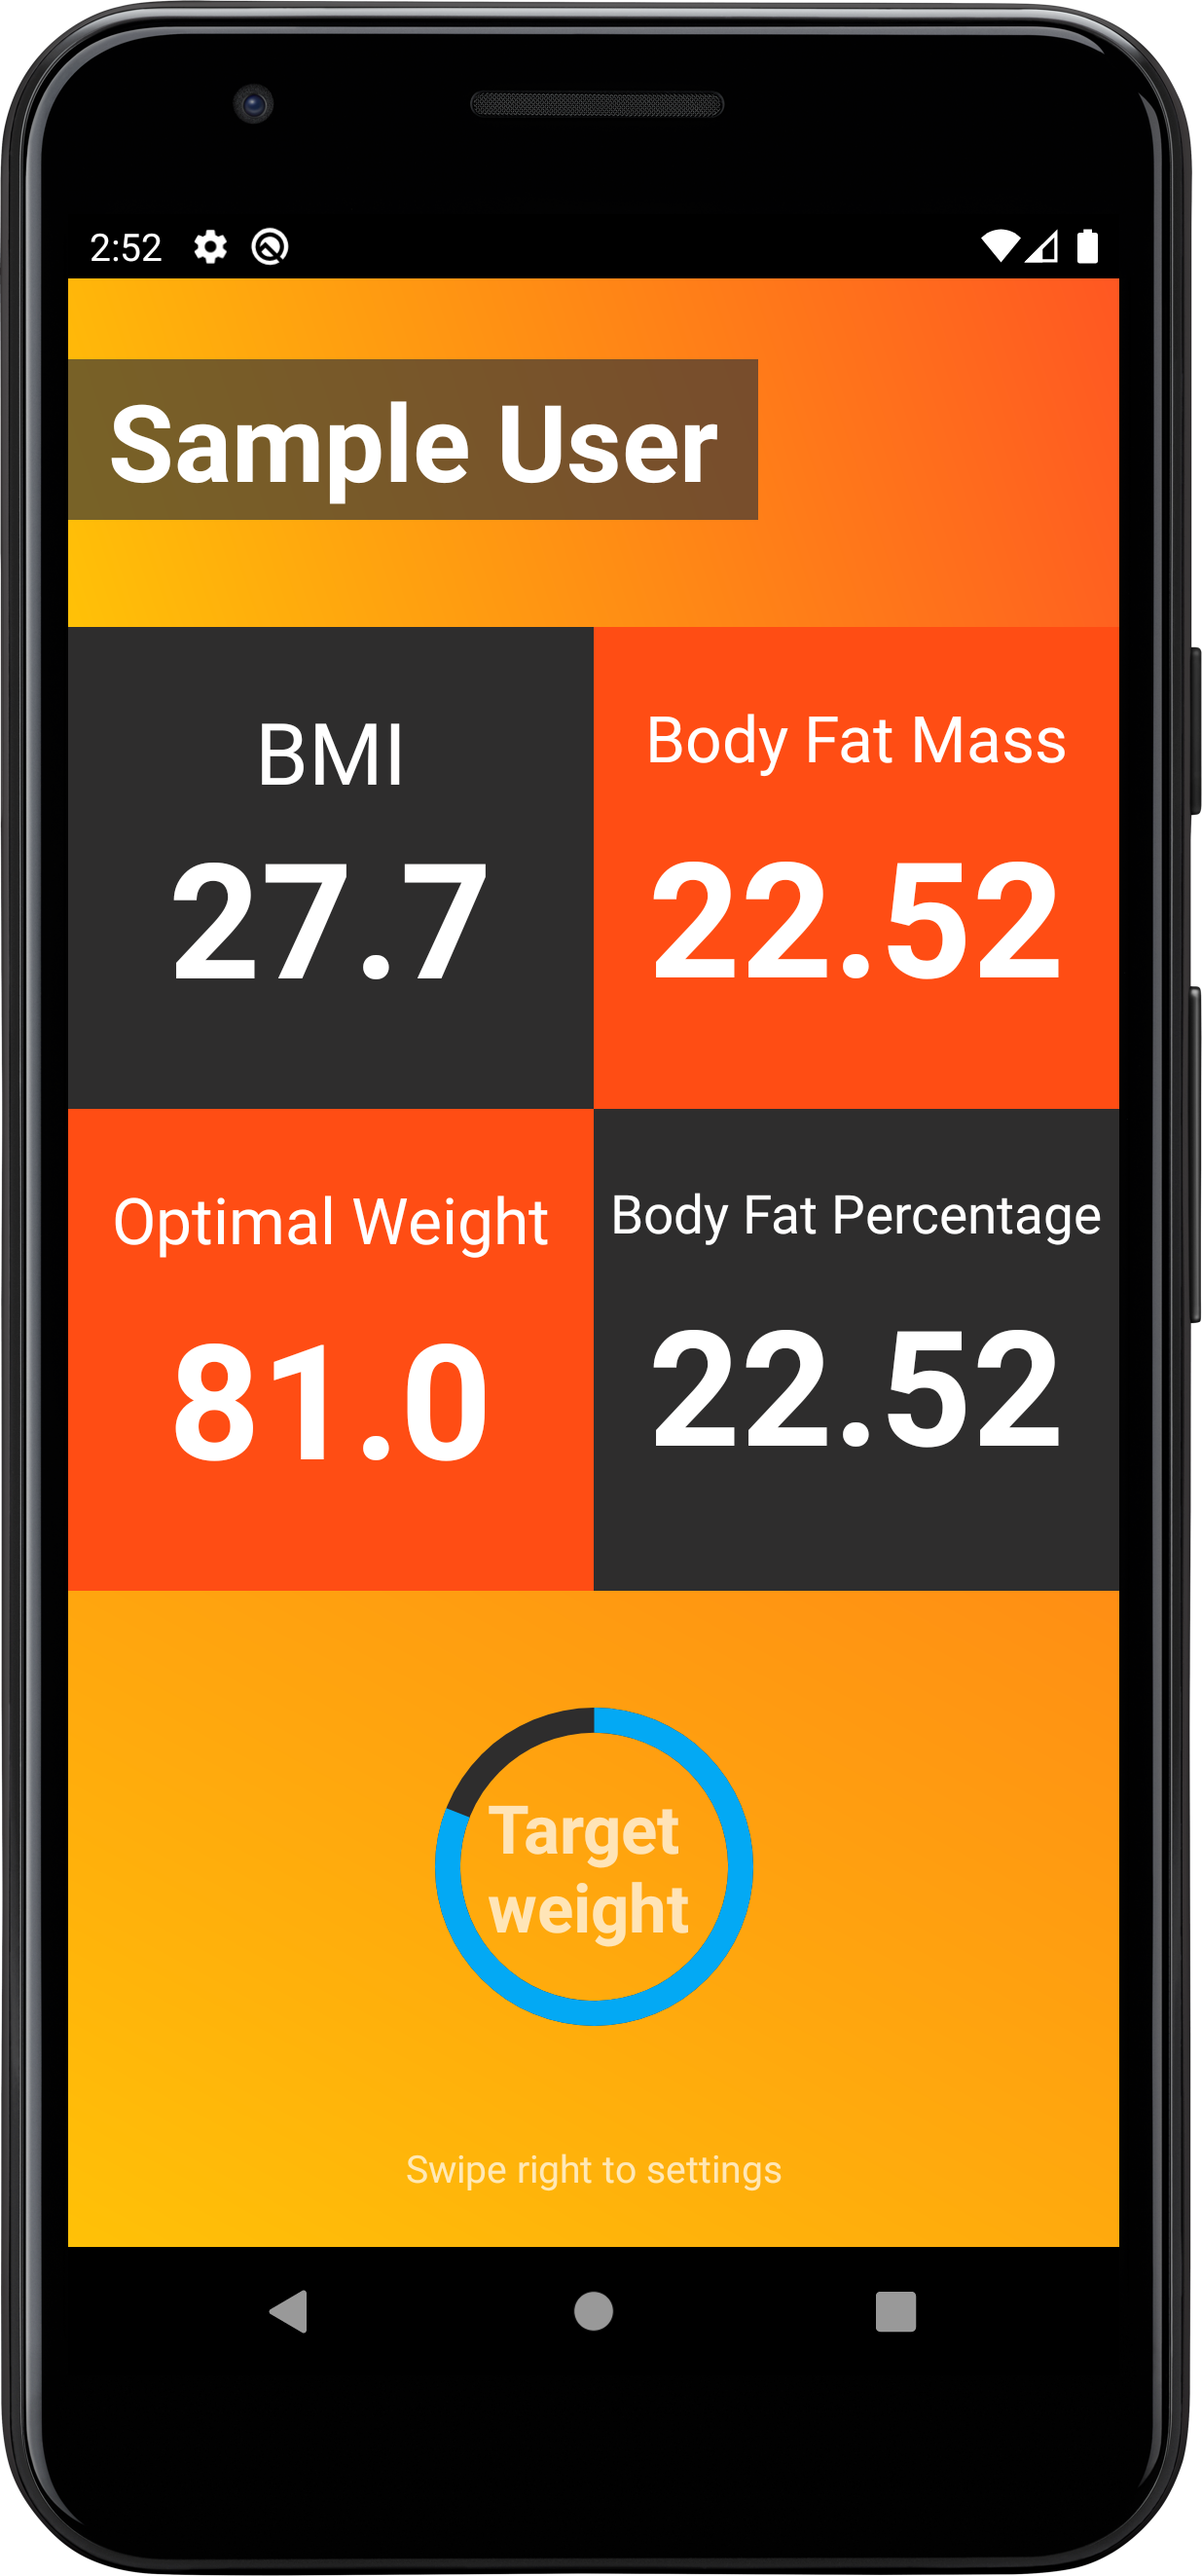 2:52
Sample User
BMI
27.7
Body Fat Mass
22.52
Optimal Weight
81.0
Body Fat Percentage
22.52
Target
weight
Swipe right to settings